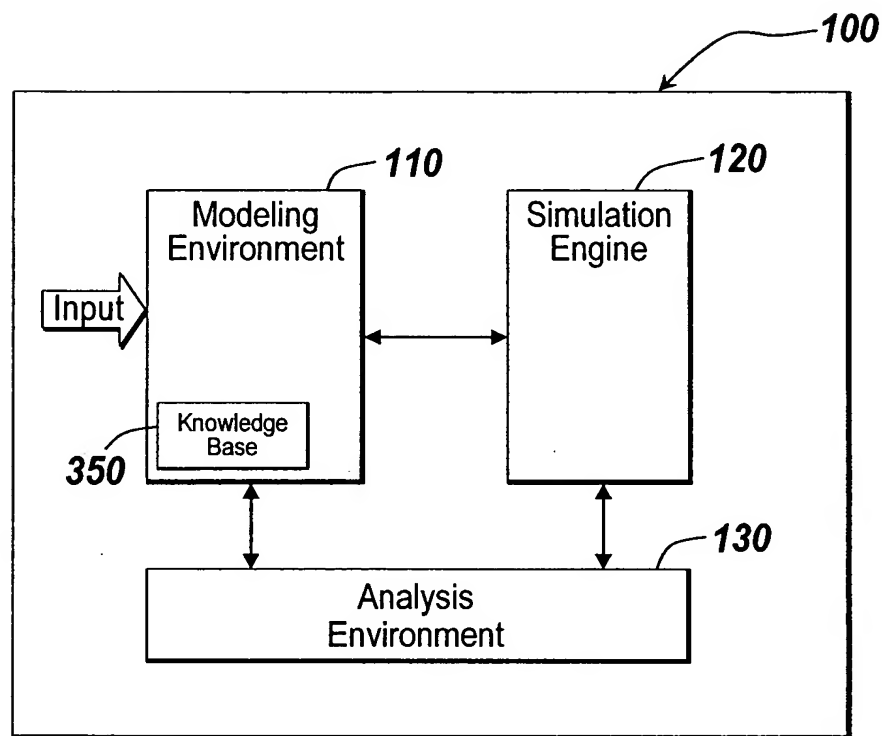 100
110
120
Modeling
Environment
Simulation
Engine
Input
Knowledge
Base
350
130
Analysis
Environment